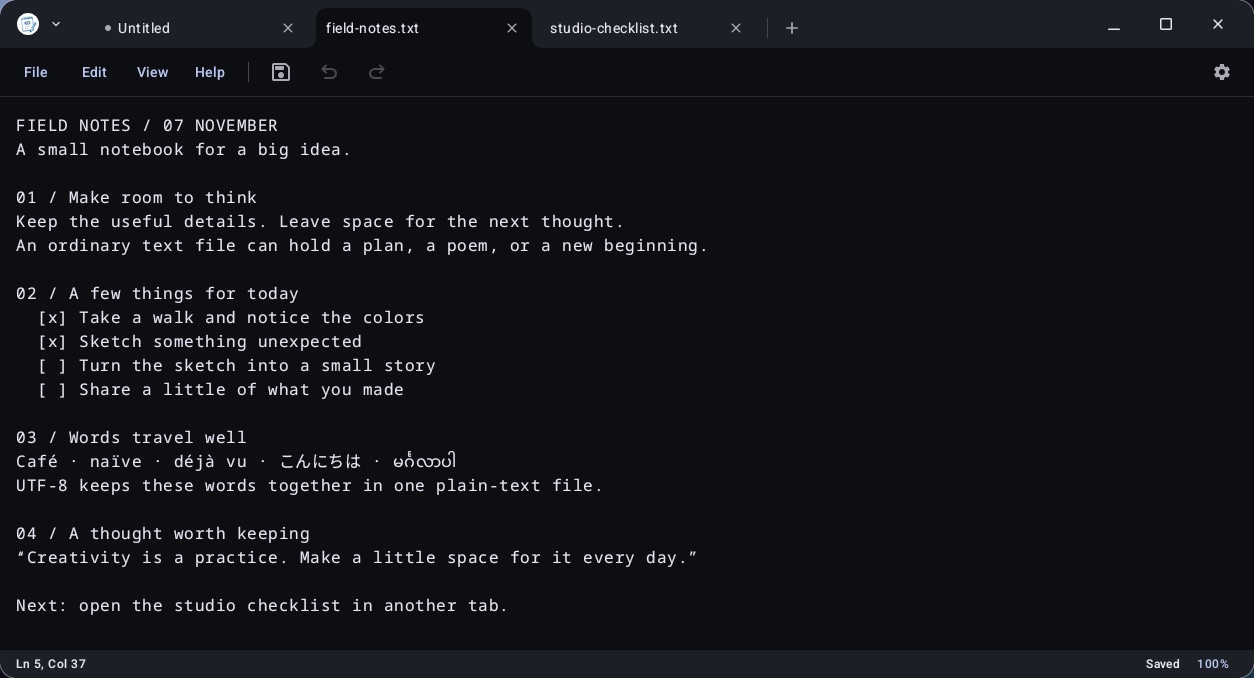 Untitled
field-notes.txt
studio-checklist.txt
File Edit View Help
FIELD NOTES / 07 NOVEMBER
A small notebook for a big idea.
01 / Make room to think
Keep the useful details. Leave space for the next thought.
An ordinary text file can hold a plan, a poem, or a new beginning.
02 / A few things for today
[x] Take a walk and notice the colors
[x] Sketch something unexpected
[ ] Turn the sketch into a small story
[ ] Share a little of what you made
03 / Words travel well
Café · naïve · déjà vu · こんにちは · မင်္ဂလာပါ
UTF-8 keeps these words together in one plain-text file.
04 / A thought worth keeping
“Creativity is a practice. Make a little space for it every day.”
Next: open the studio checklist in another tab.
Ln 5, Col 37
Saved 100%